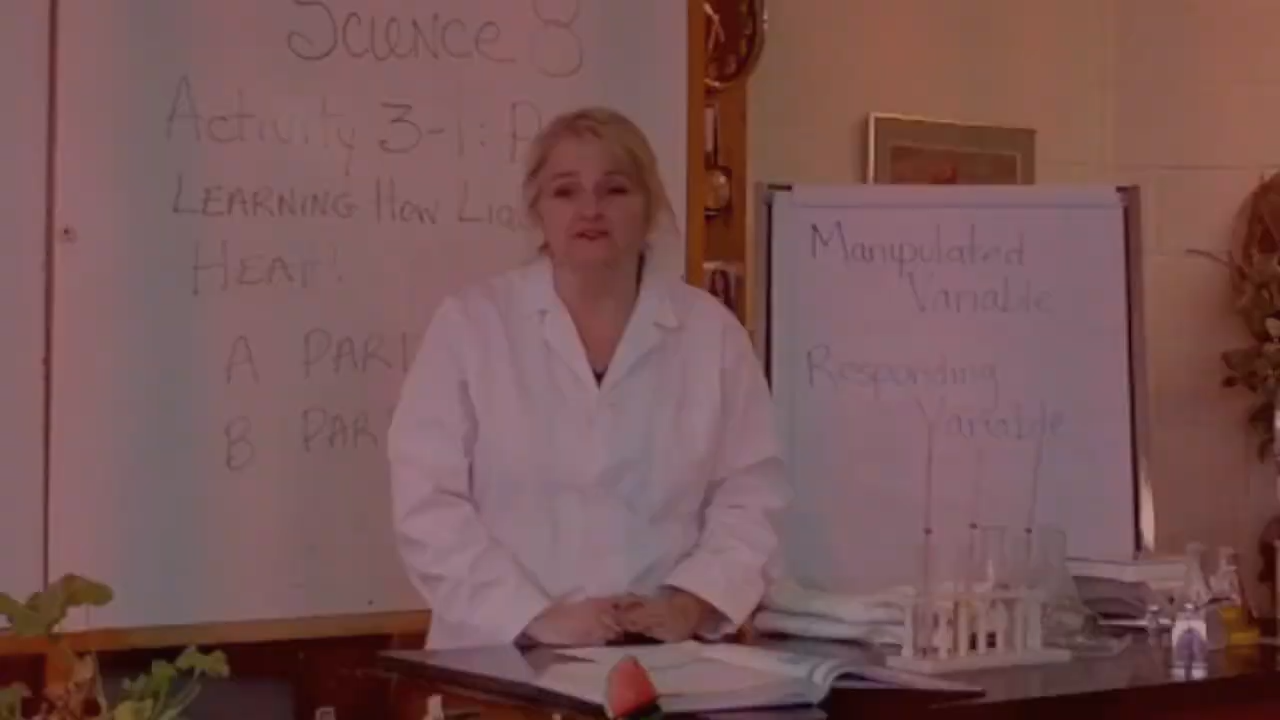 Science 8
Activity 3-1:
LEARNING How
HEAT!
A PAR
B PAR
Manipulated
Variable
Responding
Variable